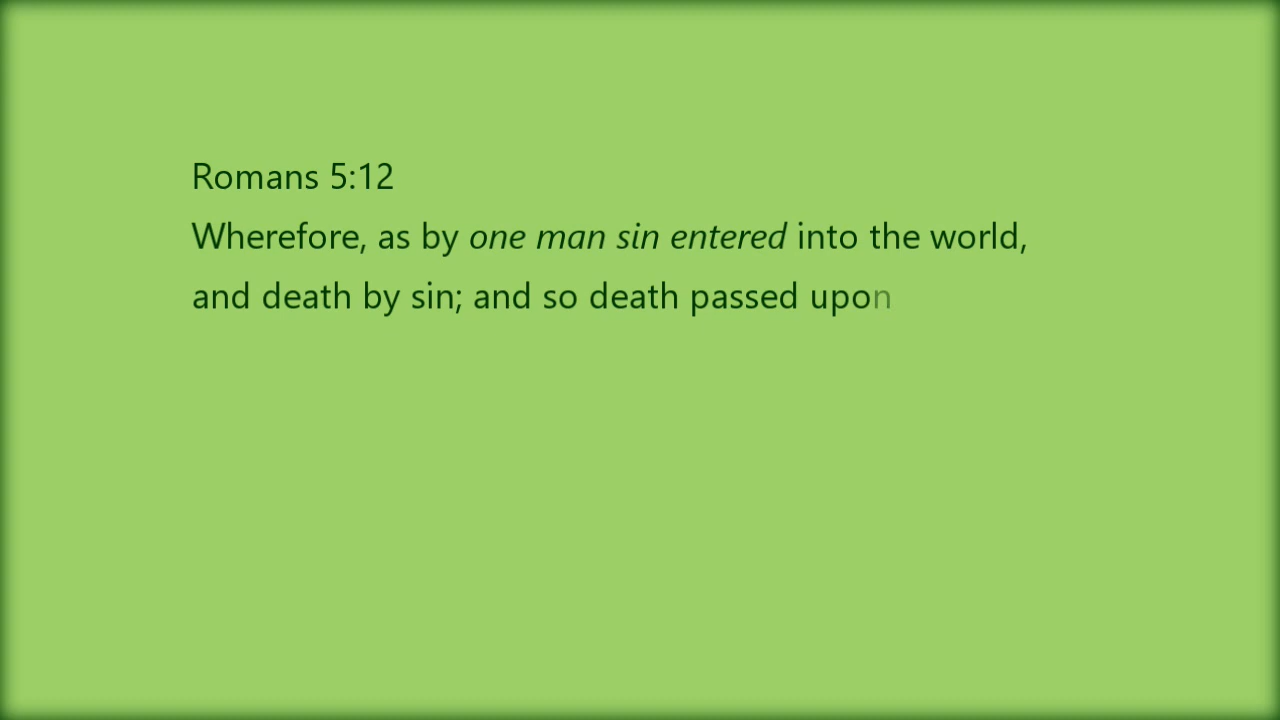 Romans 5:12
Wherefore, as by one man sin entered into the world,
and death by sin; and so death passed upon